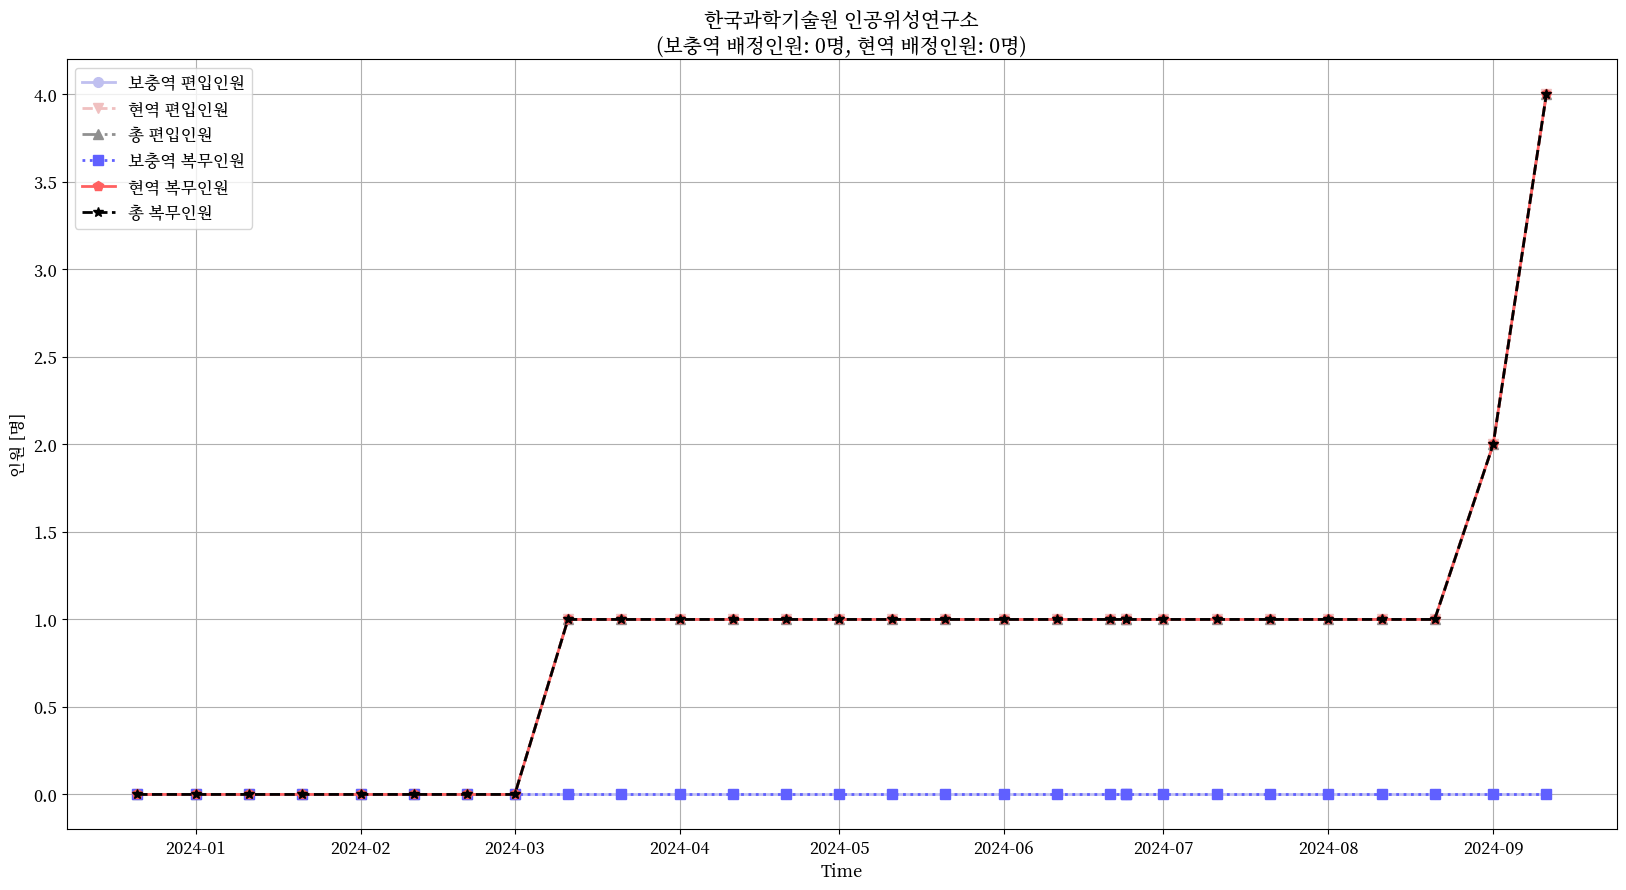 한국과학기술원 인공위성연구소
(보충역 배정인원: 0명, 현역 배정인원: 0명)
보충역 편입인원
현역 편입인원
총 편입인원
보충역 복무인원
현역 복무인원
총 복무인원
인원 [명]
4.0
3.5
3.0
2.5
2.0
1.5
1.0
0.5
0.0
2024-01
2024-02
2024-03
2024-04
2024-05
2024-06
2024-07
2024-08
2024-09
Time